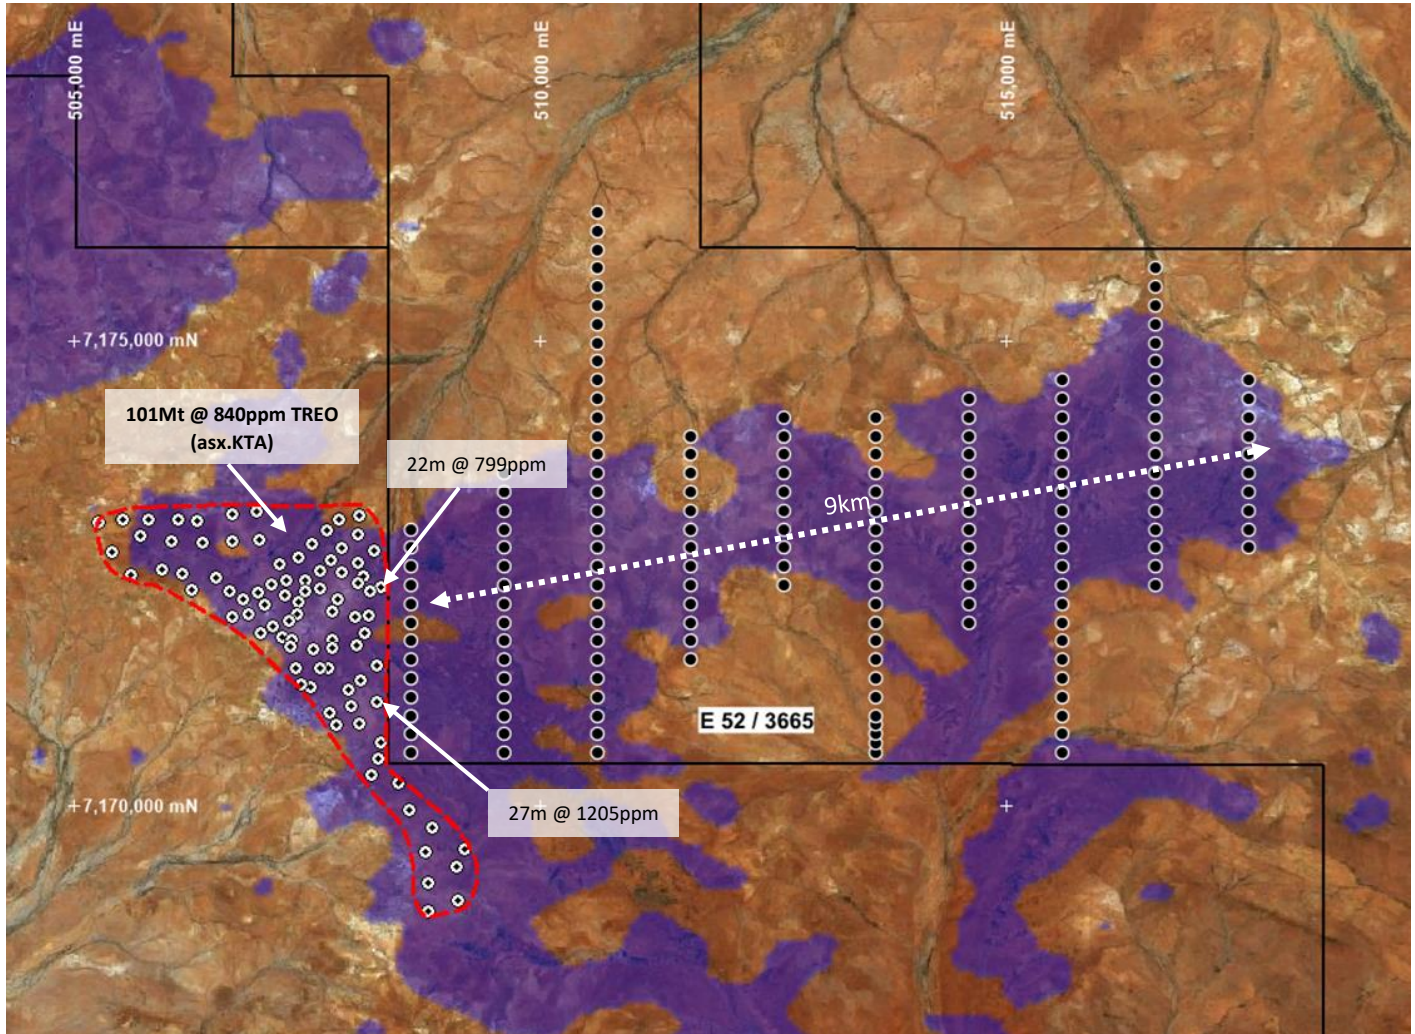 505,000 mE
510,000 mE
515,000 mE
7,175,000 mN
101Mt @ 840ppm TREO
(asx.KTA)
22m @ 799ppm
9km
E 52 / 3665
7,170,000 mN
27m @ 1205ppm